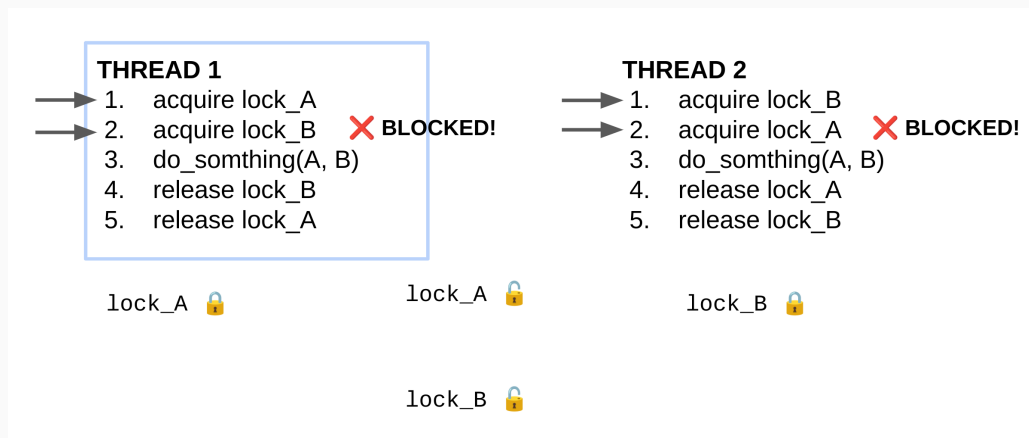 THREAD 1
1. acquire lock_A
2. acquire lock_B ❌ BLOCKED!
3. do_somthing(A, B)
4. release lock_B
5. release lock_A
THREAD 2
1. acquire lock_B
2. acquire lock_A ❌ BLOCKED!
3. do_somthing(A, B)
4. release lock_A
5. release lock_B
lock_A 🔒
lock_A 🔓
lock_B 🔒
lock_B 🔓